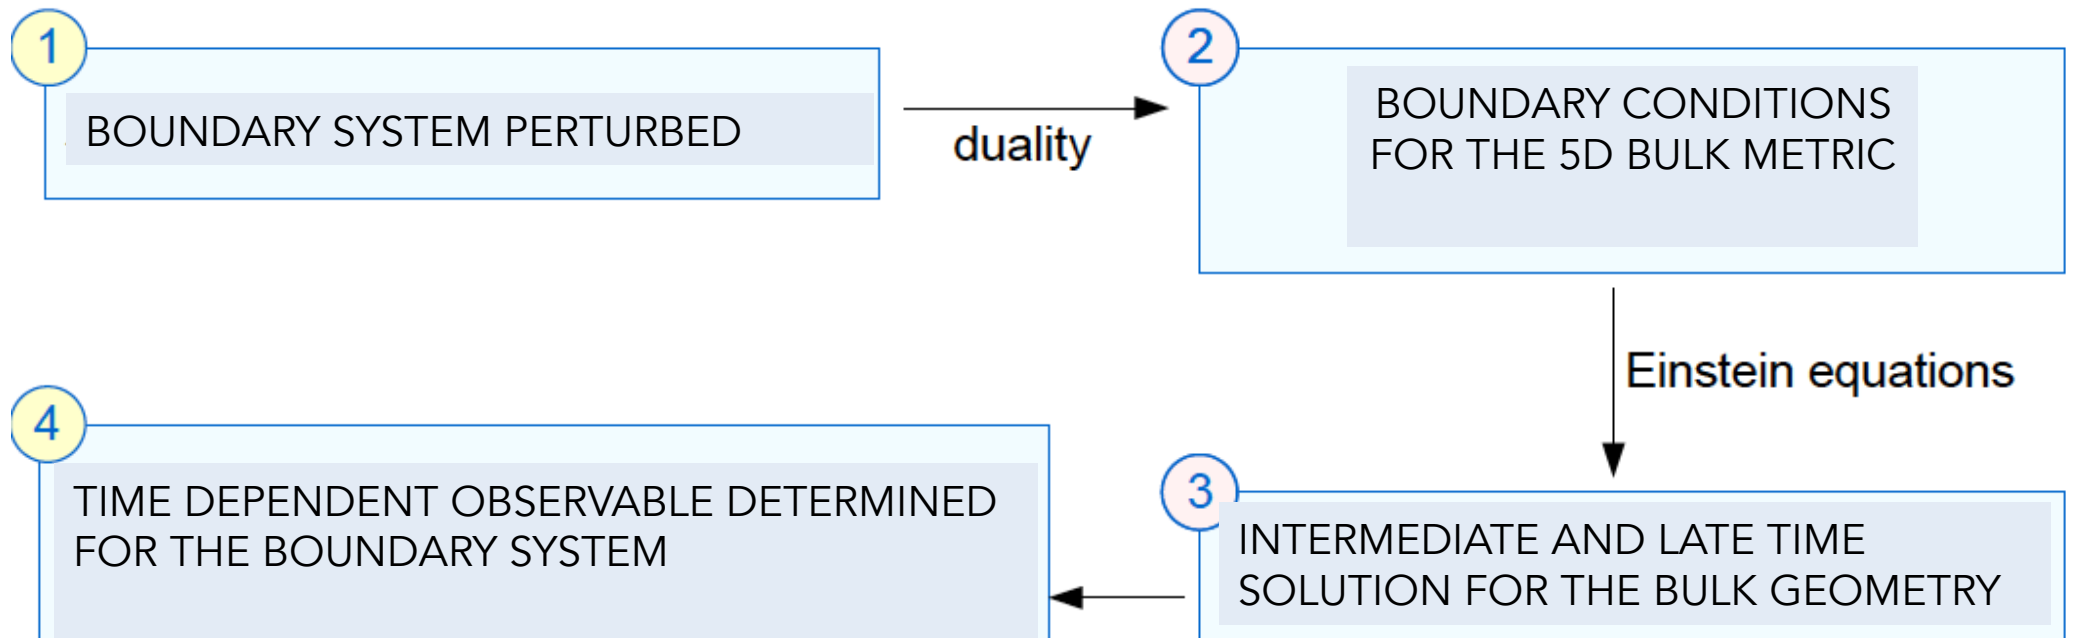 1
BOUNDARY SYSTEM PERTURBED
duality
2
BOUNDARY CONDITIONS
FOR THE 5D BULK METRIC
Einstein equations
3
INTERMEDIATE AND LATE TIME
SOLUTION FOR THE BULK GEOMETRY
4
TIME DEPENDENT OBSERVABLE DETERMINED
FOR THE BOUNDARY SYSTEM